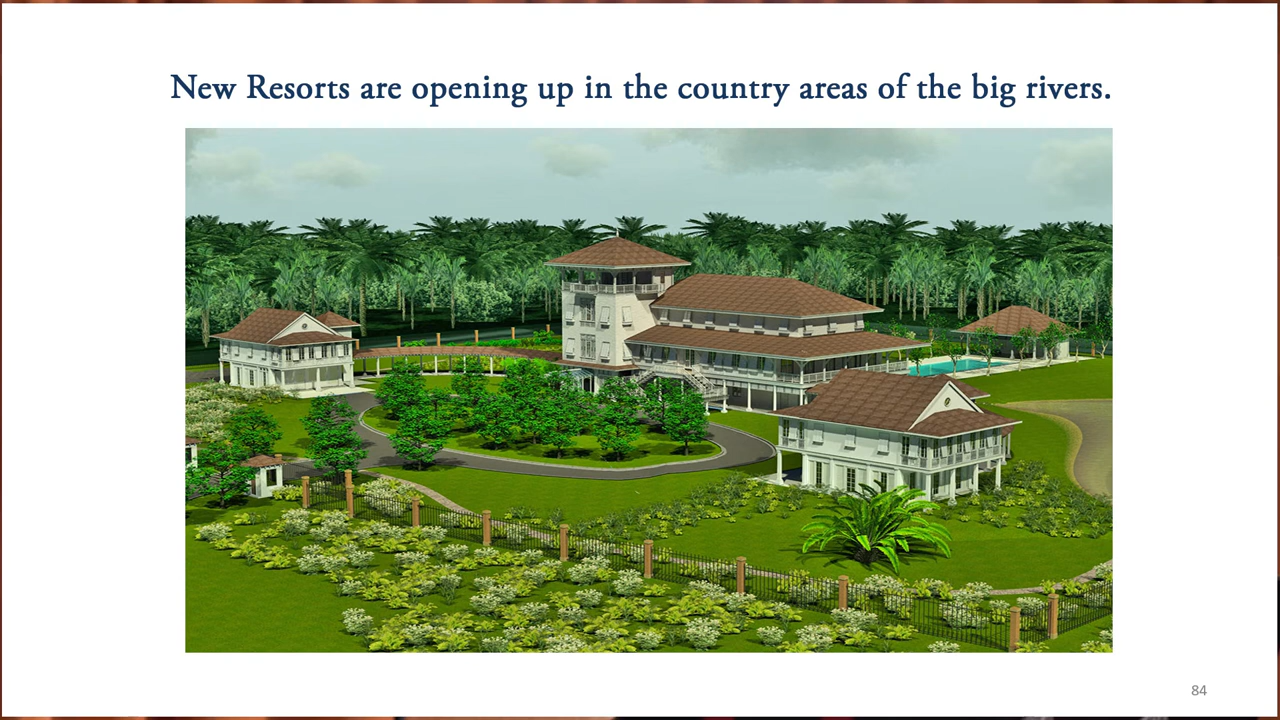 New Resorts are opening up in the country areas of the big rivers.
84